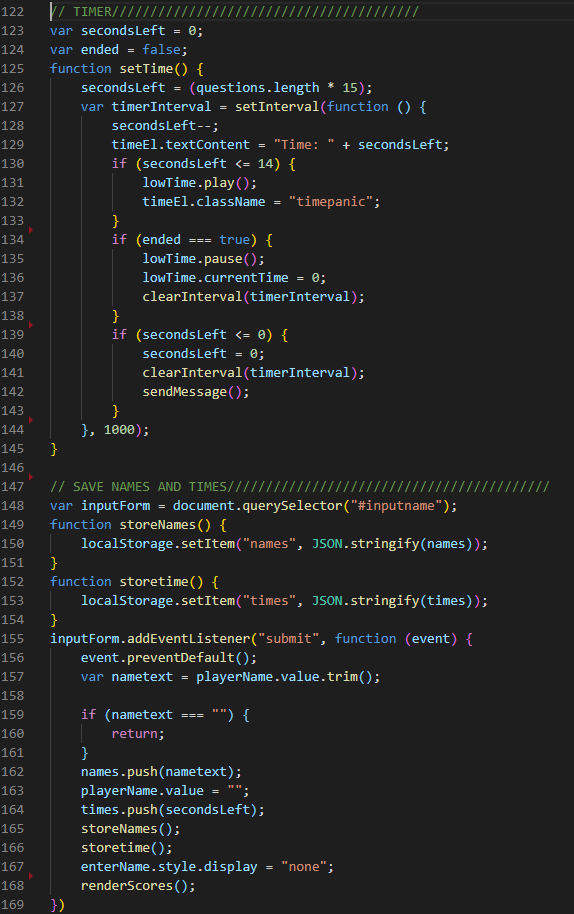 122 // TIMER////////////////////////////////////////
123 var secondsLeft = 0;
124 var ended = false;
125 function setTime() {
126     secondsLeft = (questions.length * 15);
127     var timerInterval = setInterval(function () {
128         secondsLeft--;
129         timeEl.textContent = "Time: " + secondsLeft;
130         if (secondsLeft <= 14) {
131             lowTime.play();
132             timeEl.className = "timepanic";
133         }
134         if (ended === true) {
135             lowTime.pause();
136             lowTime.currentTime = 0;
137             clearInterval(timerInterval);
138         }
139         if (secondsLeft <= 0) {
140             secondsLeft = 0;
141             clearInterval(timerInterval);
142             sendMessage();
143         }
144     }, 1000);
145 }
146
147 // SAVE NAMES AND TIMES//////////////////////////////////////////
148 var inputForm = document.querySelector("#inputname");
149 function storeNames() {
150     localStorage.setItem("names", JSON.stringify(names));
151 }
152 function storetime() {
153     localStorage.setItem("times", JSON.stringify(times));
154 }
155 inputForm.addEventListener("submit", function (event) {
156     event.preventDefault();
157     var nametext = playerName.value.trim();
158
159     if (nametext === "") {
160         return;
161     }
162     names.push(nametext);
163     playerName.value = "";
164     times.push(secondsLeft);
165     storeNames();
166     storetime();
167     enterName.style.display = "none";
168     renderScores();
169 })